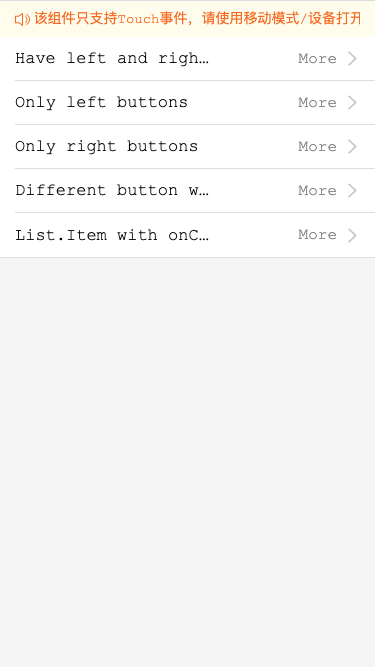 该组件只支持Touch事件，请使用移动模式/设备打开
Have left and righ…
More
Only left buttons
More
Only right buttons
More
Different button w…
More
List.Item with onC…
More